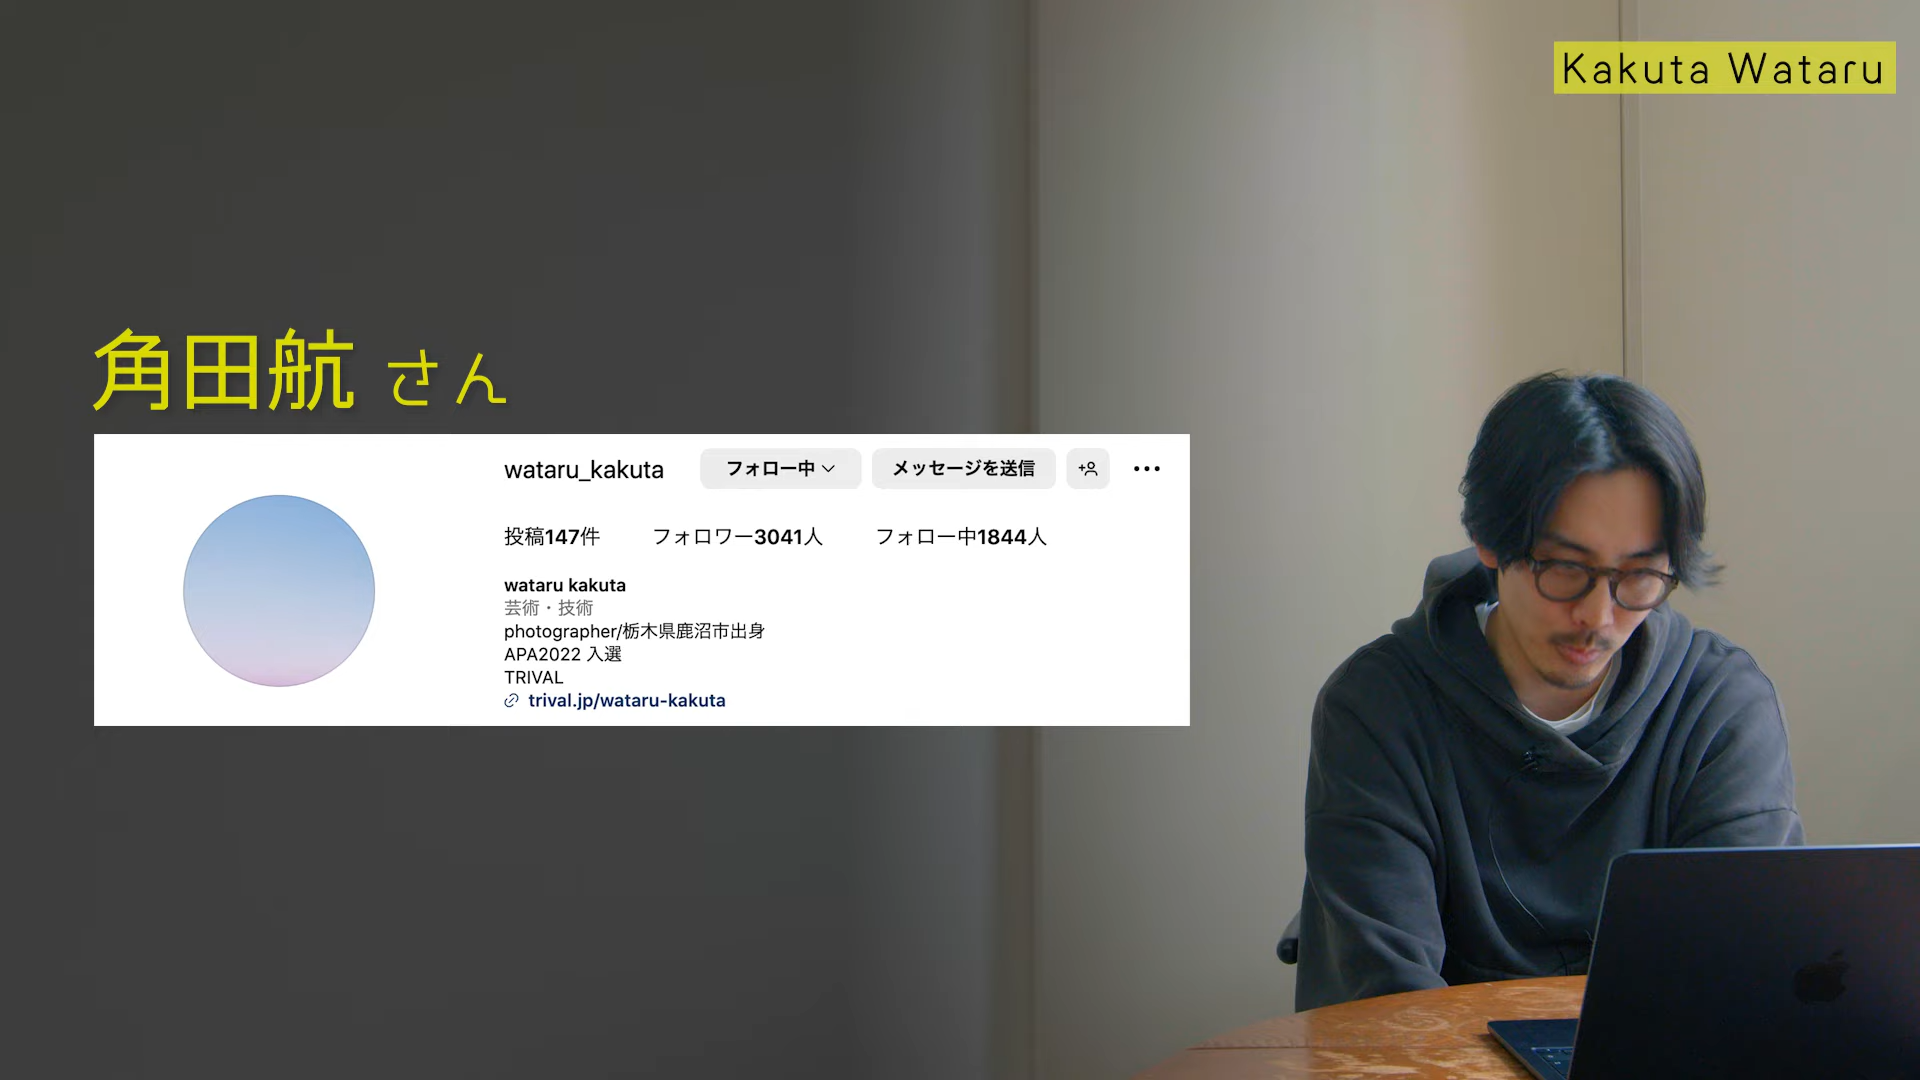 Kakuta Wataru
角田航 さん
wataru_kakuta フォロー中 メッセージを送信
投稿147件 フォロワー3041人 フォロー中1844人
wataru kakuta
芸術・技術
photographer/栃木県鹿沼市出身
APA2022 入選
TRIVAL
trival.jp/wataru-kakuta